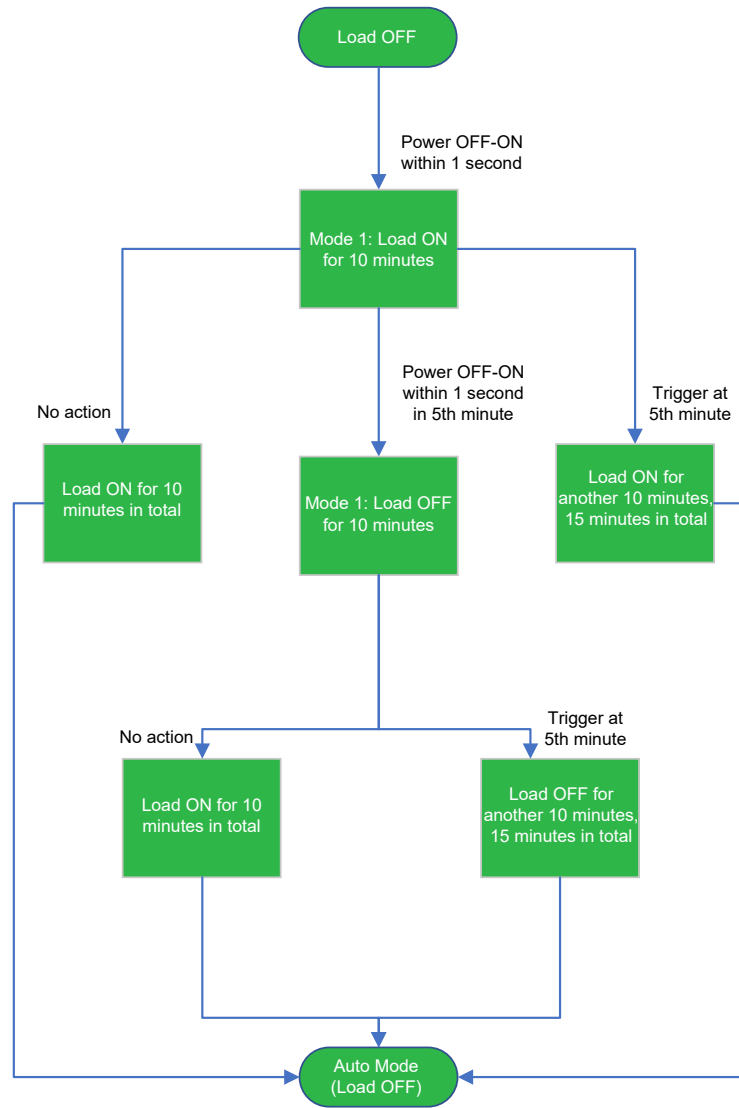 Load OFF
Power OFF-ON
within 1 second
Mode 1: Load ON
for 10 minutes
Power OFF-ON
within 1 second
in 5th minute
No action
Trigger at
5th minute
Load ON for 10
minutes in total
Mode 1: Load OFF
for 10 minutes
Load ON for
another 10 minutes,
15 minutes in total
No action
Trigger at
5th minute
Load ON for 10
minutes in total
Load OFF for
another 10 minutes,
15 minutes in total
Auto Mode
(Load OFF)